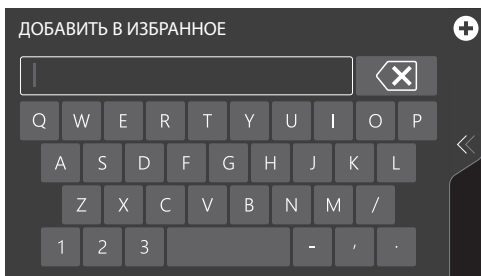 ДОБАВИТЬ В ИЗБРАННОЕ
Q W E R T Y U I O P
A S D F G H J K L
Z X C V B N M /
1 2 3 - , .